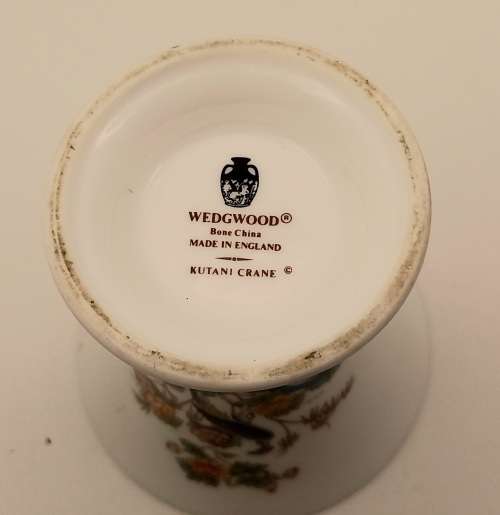 WEDGWOOD®
Bone China
MADE IN ENGLAND
KUTANI CRANE ©